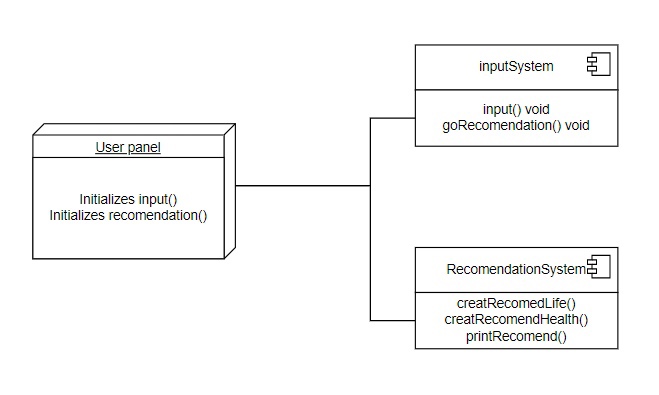 User panel
Initializes input()
Initializes recomendation()
inputSystem
input() void
goRecomendation() void
RecomendationSystem
creatRecomedLife()
creatRecomendHealth()
printRecomend()